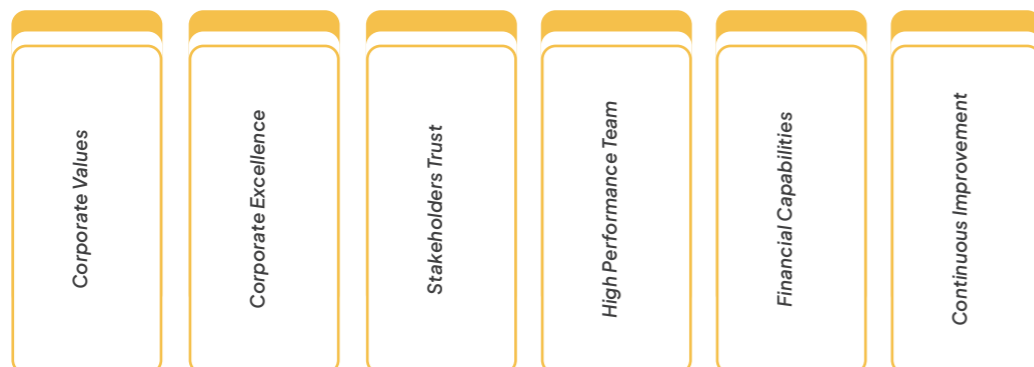 Corporate Values
Corporate Excellence
Stakeholders Trust
High Performance Team
Financial Capabilities
Continuous Improvement